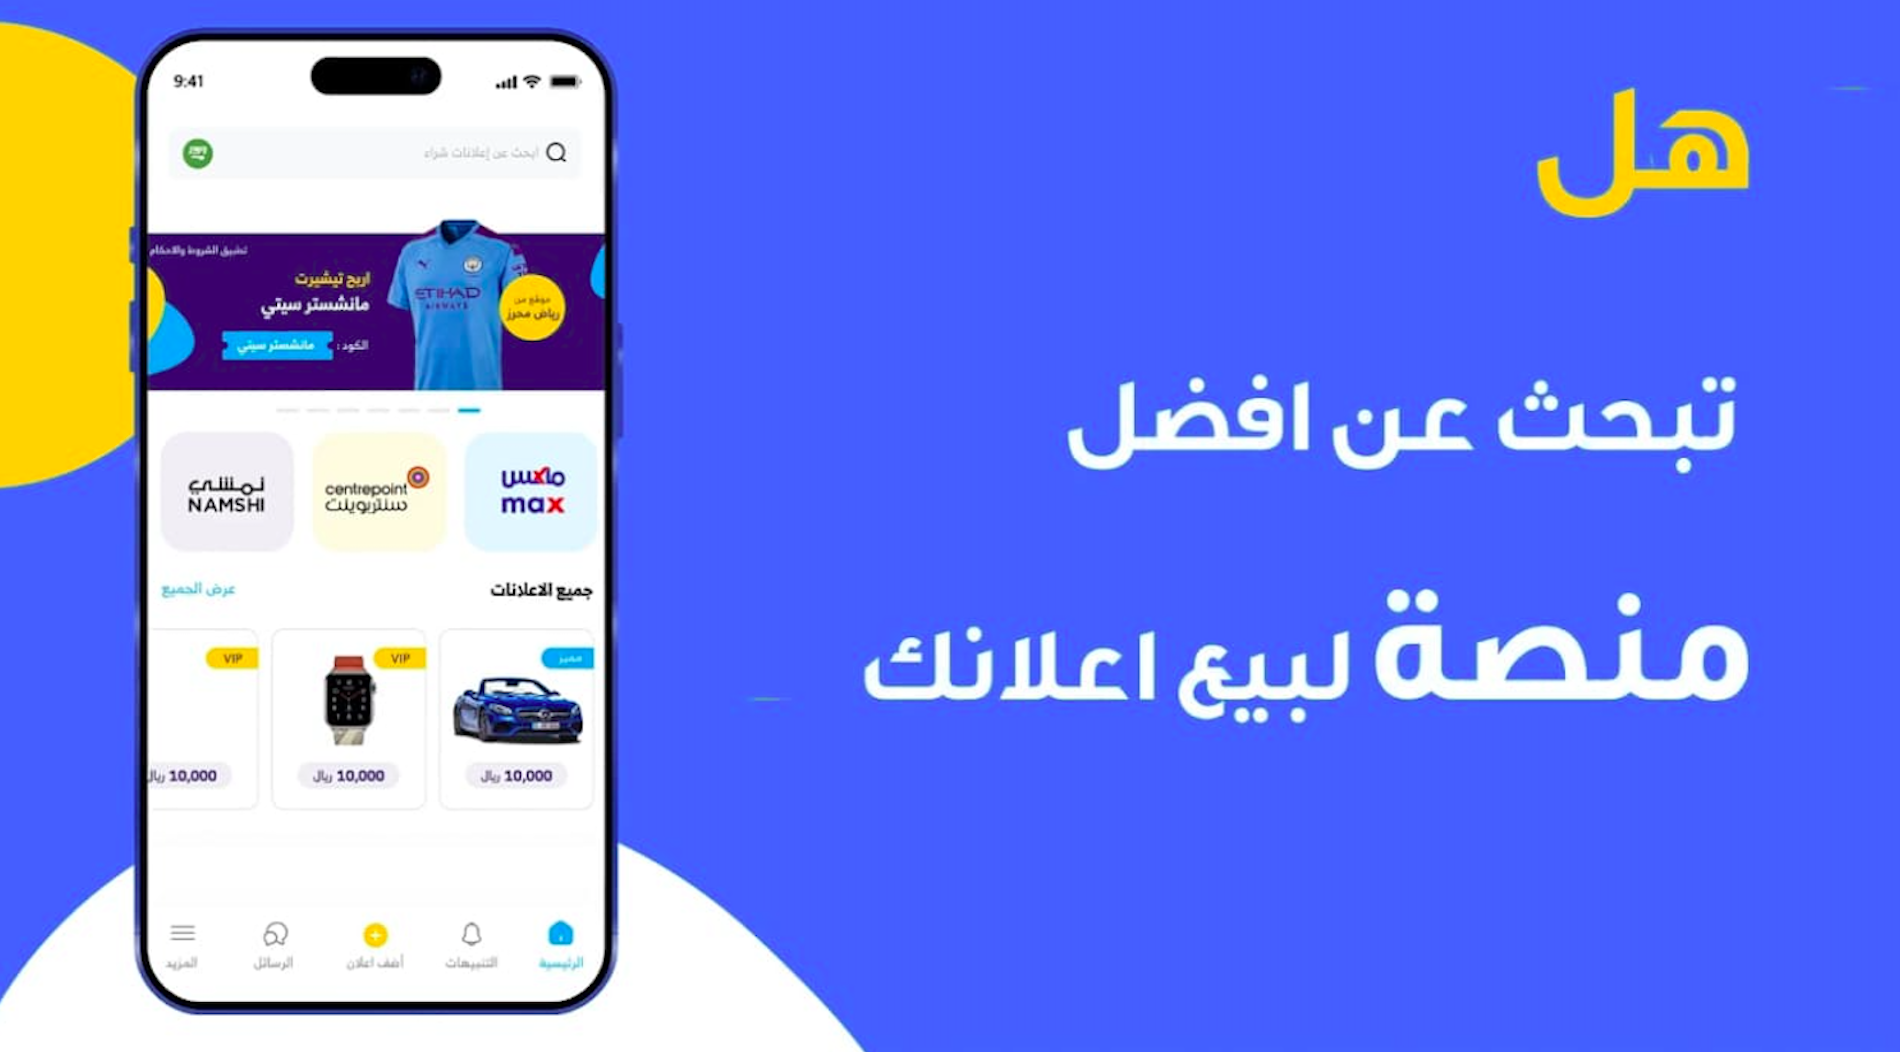 هل
تبحث عن افضل
منصة لبيع اعلانك
9:41
ابحث عن إعلانات شراء
تطبيق الشروط والاحكام
اربح تيشيرت
مانشستر سيتي
الكود : مانشستر سيتي
ETIHAD
AIRWAYS
موقع من
رياض محرز
ماكس
max
centrepoint
سنتربوينت
نمشي
NAMSHI
جميع الاعلانات
عرض الجميع
مميز
VIP
VIP
10,000 ريال
10,000 ريال
10,000 ريال
الرئيسية
التنبيهات
أضف اعلان
الرسائل
المزيد